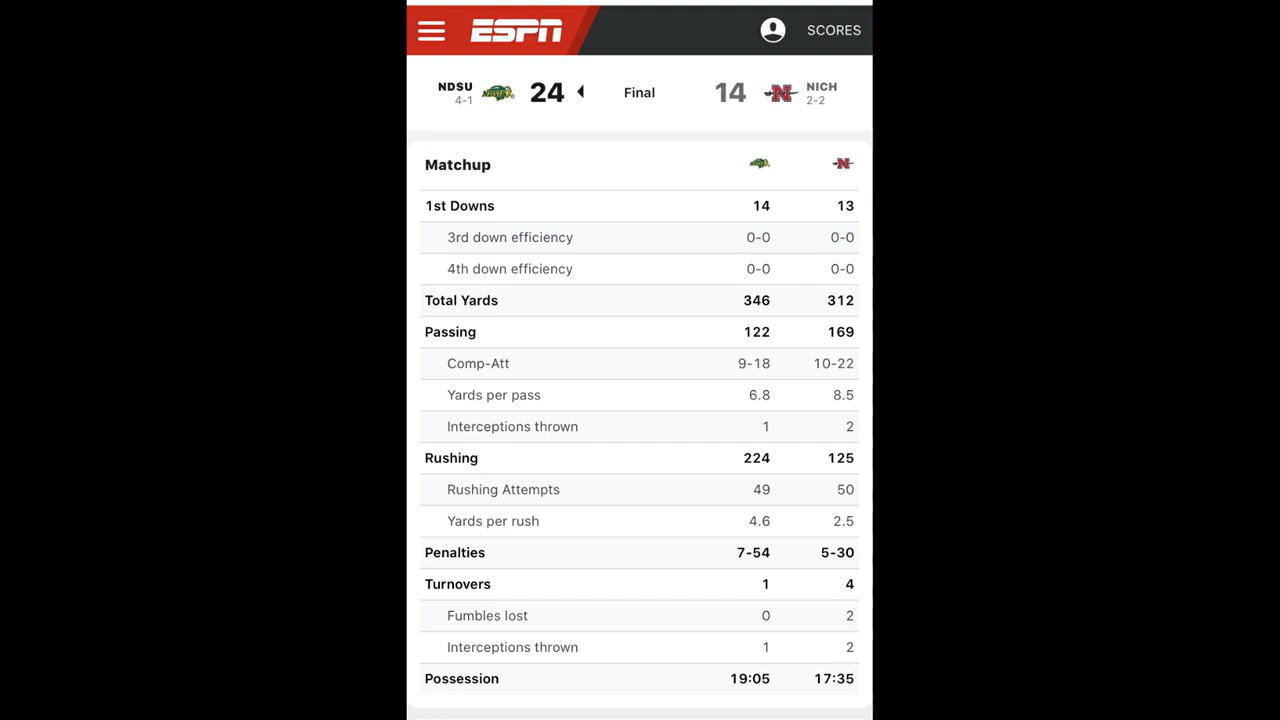 ESPN SCORES
NDSU 24 Final 14 NICH
4-1 2-2
Matchup
1st Downs 14 13
3rd down efficiency 0-0 0-0
4th down efficiency 0-0 0-0
Total Yards 346 312
Passing 122 169
Comp-Att 9-18 10-22
Yards per pass 6.8 8.5
Interceptions thrown 1 2
Rushing 224 125
Rushing Attempts 49 50
Yards per rush 4.6 2.5
Penalties 7-54 5-30
Turnovers 1 4
Fumbles lost 0 2
Interceptions thrown 1 2
Possession 19:05 17:35